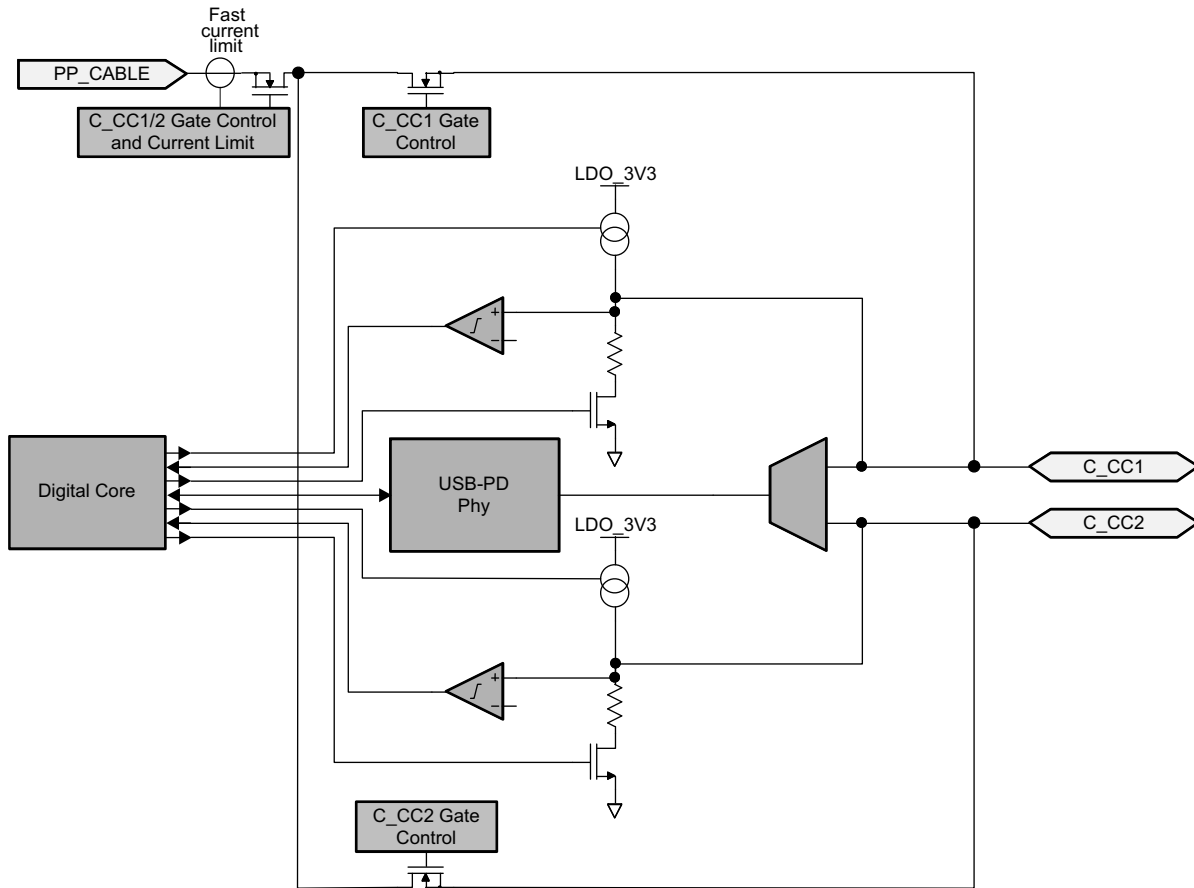 Fast
current
limit
PP_CABLE
C_CC1/2 Gate Control
and Current Limit
C_CC1 Gate
Control
LDO_3V3
+
−
Digital Core
USB-PD
Phy
C_CC1
C_CC2
LDO_3V3
+
−
C_CC2 Gate
Control